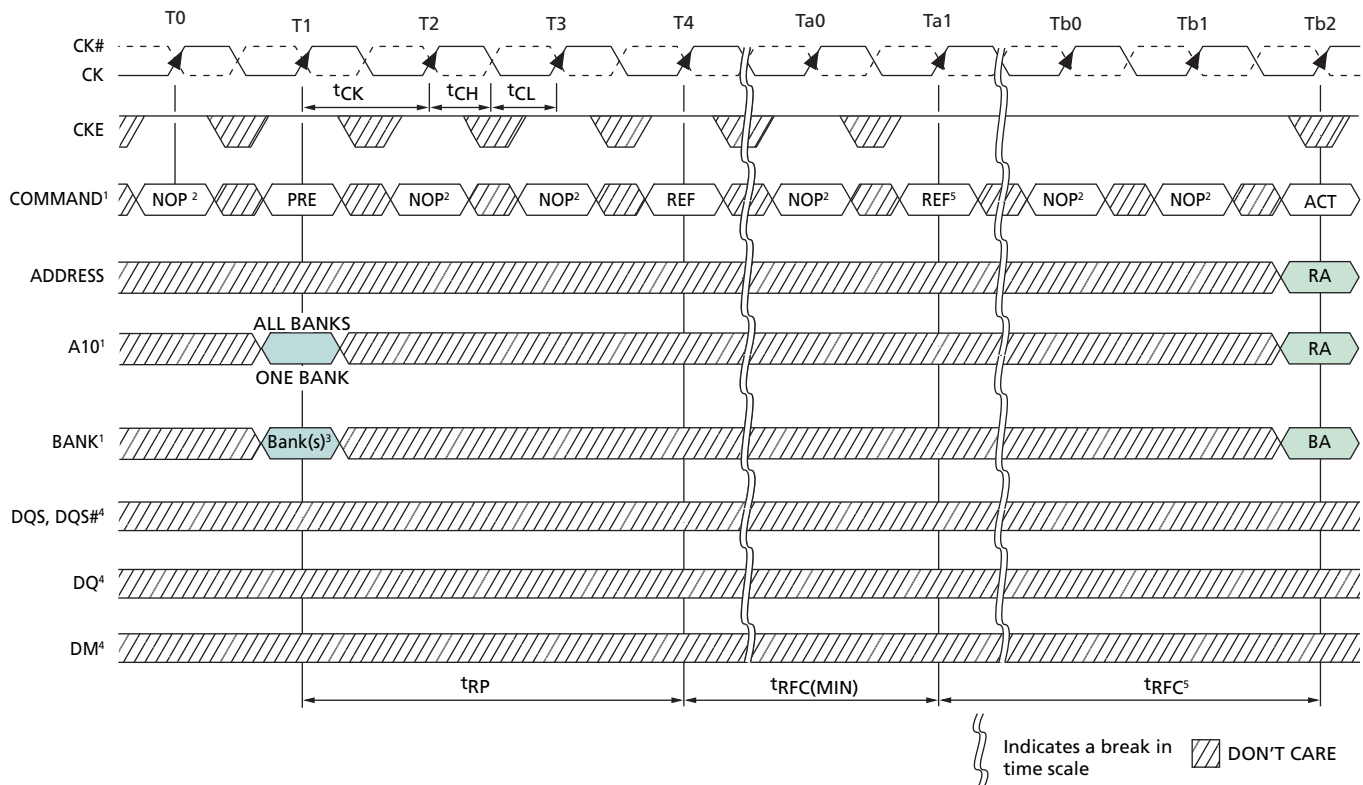 T0 T1 T2 T3 T4 Ta0 Ta1 Tb0 Tb1 Tb2
CK#
CK
tCK tCH tCL
CKE
COMMAND¹ NOP ² PRE NOP² NOP² REF NOP² REF⁵ NOP² NOP² ACT
ADDRESS RA
ALL BANKS
A10¹ RA
ONE BANK
BANK¹ Bank(s)³ BA
DQS, DQS#⁴
DQ⁴
DM⁴
tRP tRFC(MIN) tRFC⁵
Indicates a break in
time scale
DON'T CARE